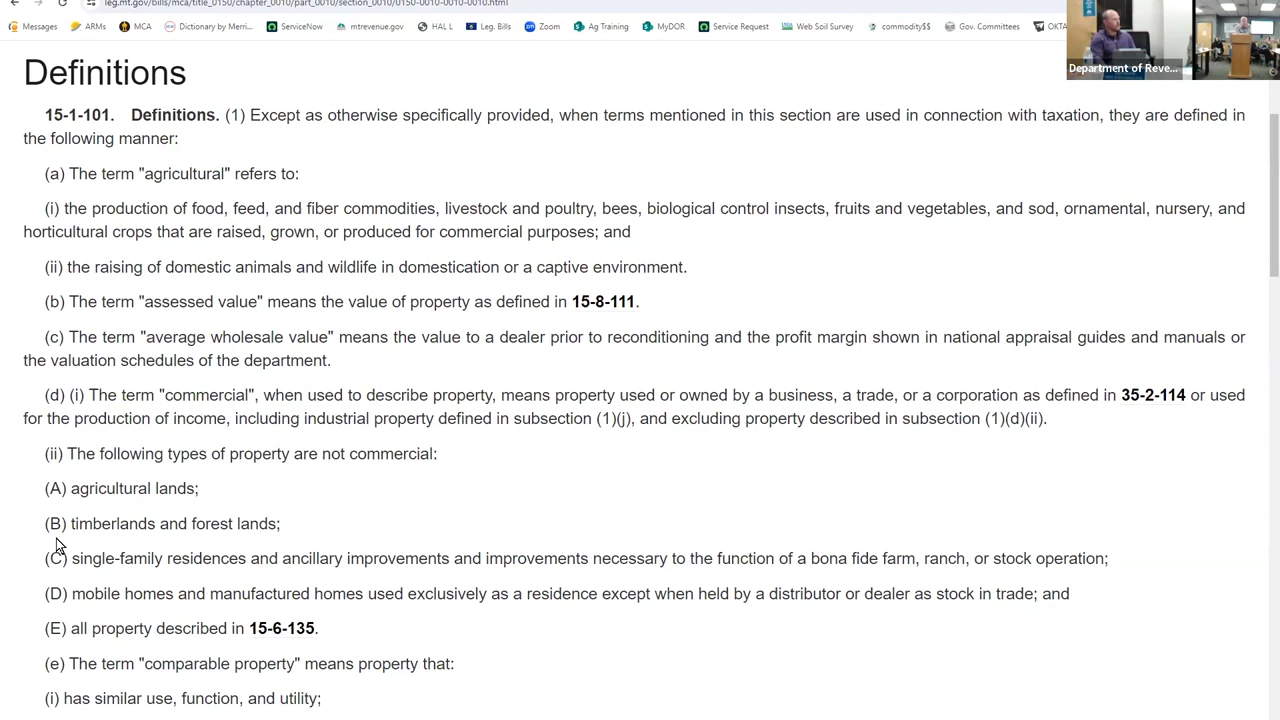 leg.mt.gov/bills/mca/title_0150/chapter_0010/part_0010/section_0010/0150-0010-0010-0010.html
Messages ARMs MCA Dictionary by Merri... ServiceNow mtrevenue.gov HAL L Leg. Bills Zoom Ag Training MyDOR Service Request Web Soil Survey commodity$$ Gov. Committees OKTA
Department of Reve...
Definitions
15-1-101. Definitions. (1) Except as otherwise specifically provided, when terms mentioned in this section are used in connection with taxation, they are defined in
the following manner:
(a) The term "agricultural" refers to:
(i) the production of food, feed, and fiber commodities, livestock and poultry, bees, biological control insects, fruits and vegetables, and sod, ornamental, nursery, and
horticultural crops that are raised, grown, or produced for commercial purposes; and
(ii) the raising of domestic animals and wildlife in domestication or a captive environment.
(b) The term "assessed value" means the value of property as defined in 15-8-111.
(c) The term "average wholesale value" means the value to a dealer prior to reconditioning and the profit margin shown in national appraisal guides and manuals or
the valuation schedules of the department.
(d) (i) The term "commercial", when used to describe property, means property used or owned by a business, a trade, or a corporation as defined in 35-2-114 or used
for the production of income, including industrial property defined in subsection (1)(j), and excluding property described in subsection (1)(d)(ii).
(ii) The following types of property are not commercial:
(A) agricultural lands;
(B) timberlands and forest lands;
(C) single-family residences and ancillary improvements and improvements necessary to the function of a bona fide farm, ranch, or stock operation;
(D) mobile homes and manufactured homes used exclusively as a residence except when held by a distributor or dealer as stock in trade; and
(E) all property described in 15-6-135.
(e) The term "comparable property" means property that:
(i) has similar use, function, and utility;